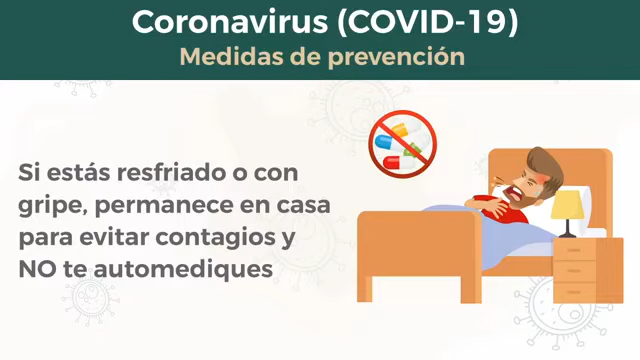 Coronavirus (COVID-19)
Medidas de prevención
Si estás resfriado o con
gripe, permanece en casa
para evitar contagios y
NO te automediques